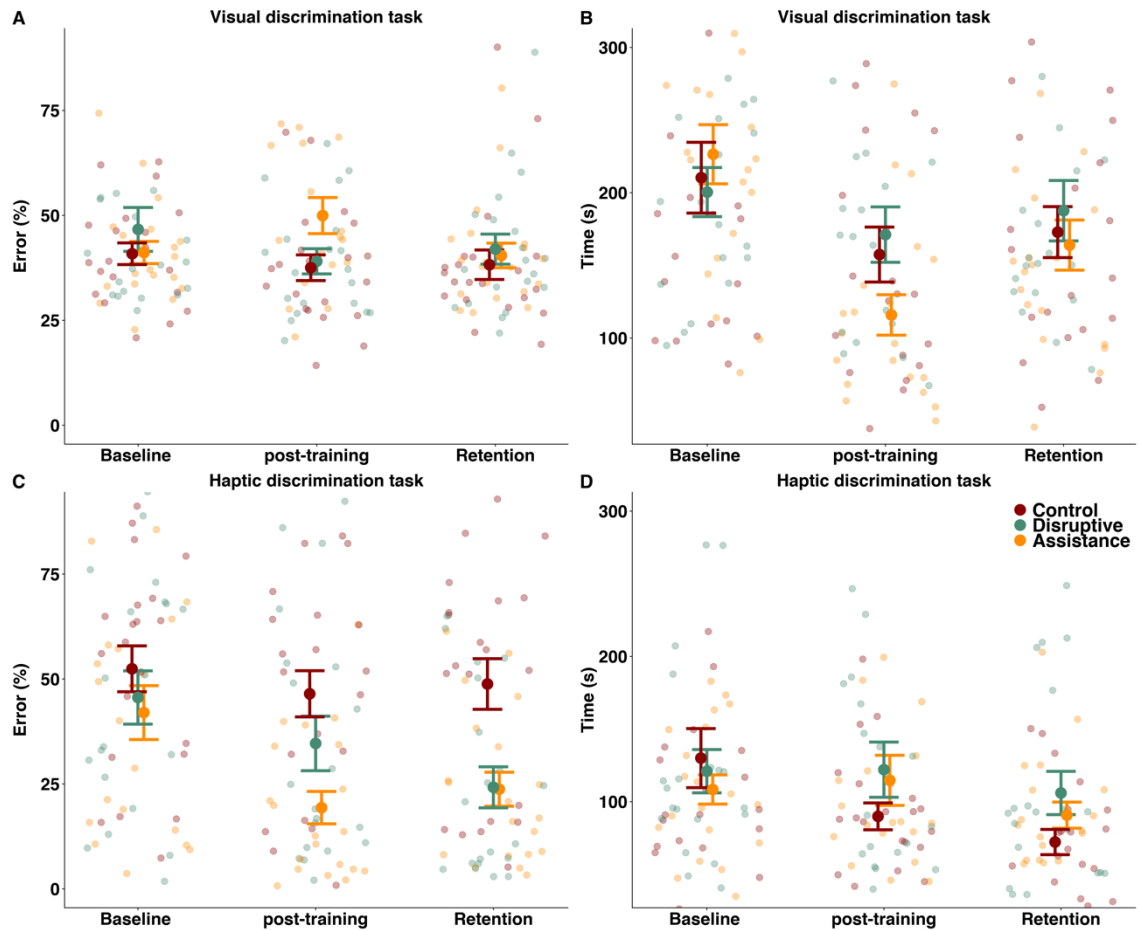 A
Visual discrimination task
Error (%)
75
50
25
0
Baseline
post-training
Retention
B
Visual discrimination task
Time (s)
300
200
100
Baseline
post-training
Retention
C
Haptic discrimination task
Error (%)
75
50
25
0
Baseline
post-training
Retention
D
Haptic discrimination task
Time (s)
300
200
100
Control
Disruptive
Assistance
Baseline
post-training
Retention